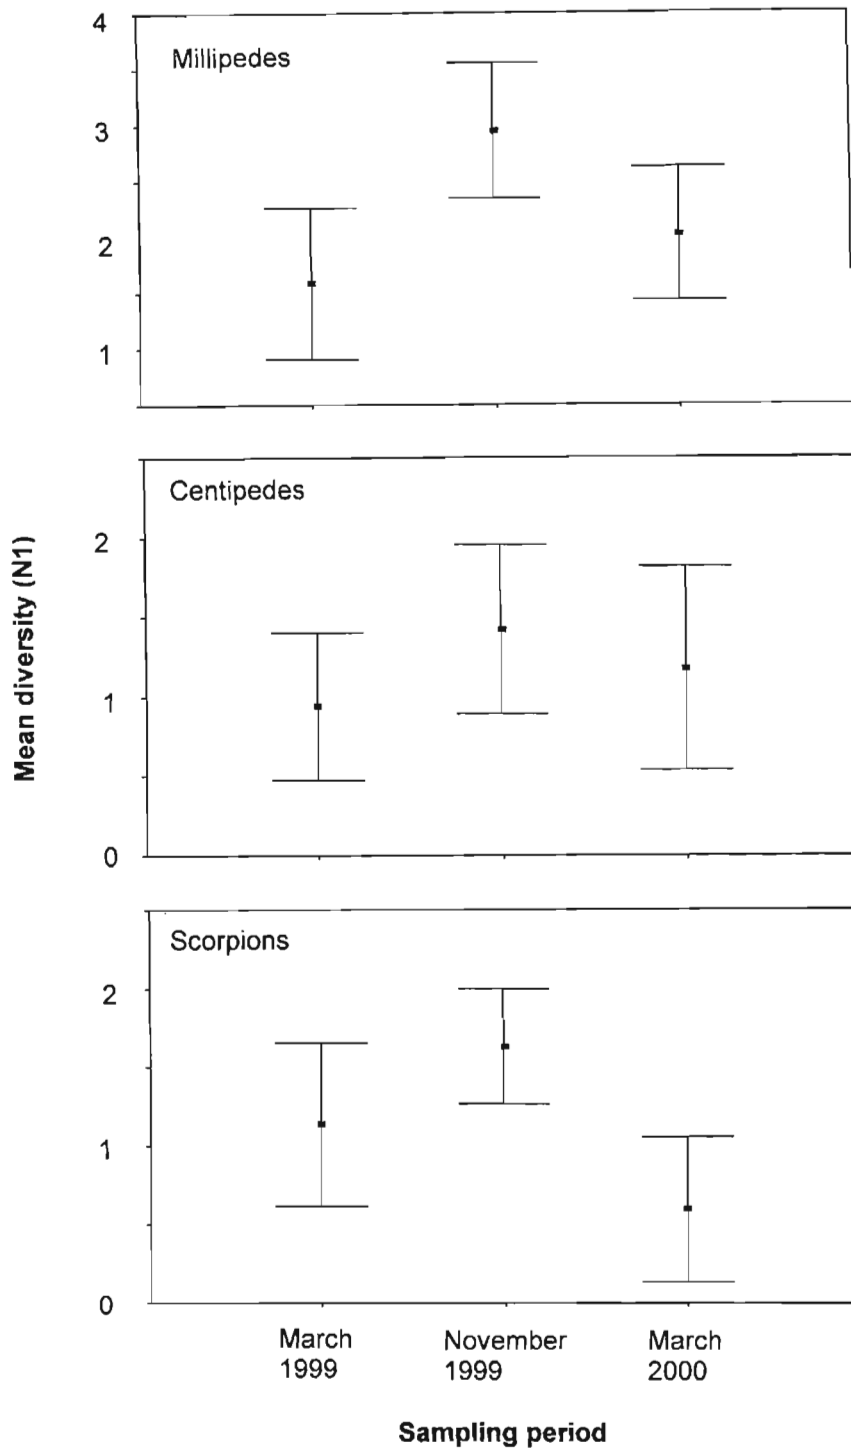 4
Millipedes
3
2
1
Mean diversity (N1)
Centipedes
2
1
0
Scorpions
2
1
0
March
1999
November
1999
March
2000
Sampling period